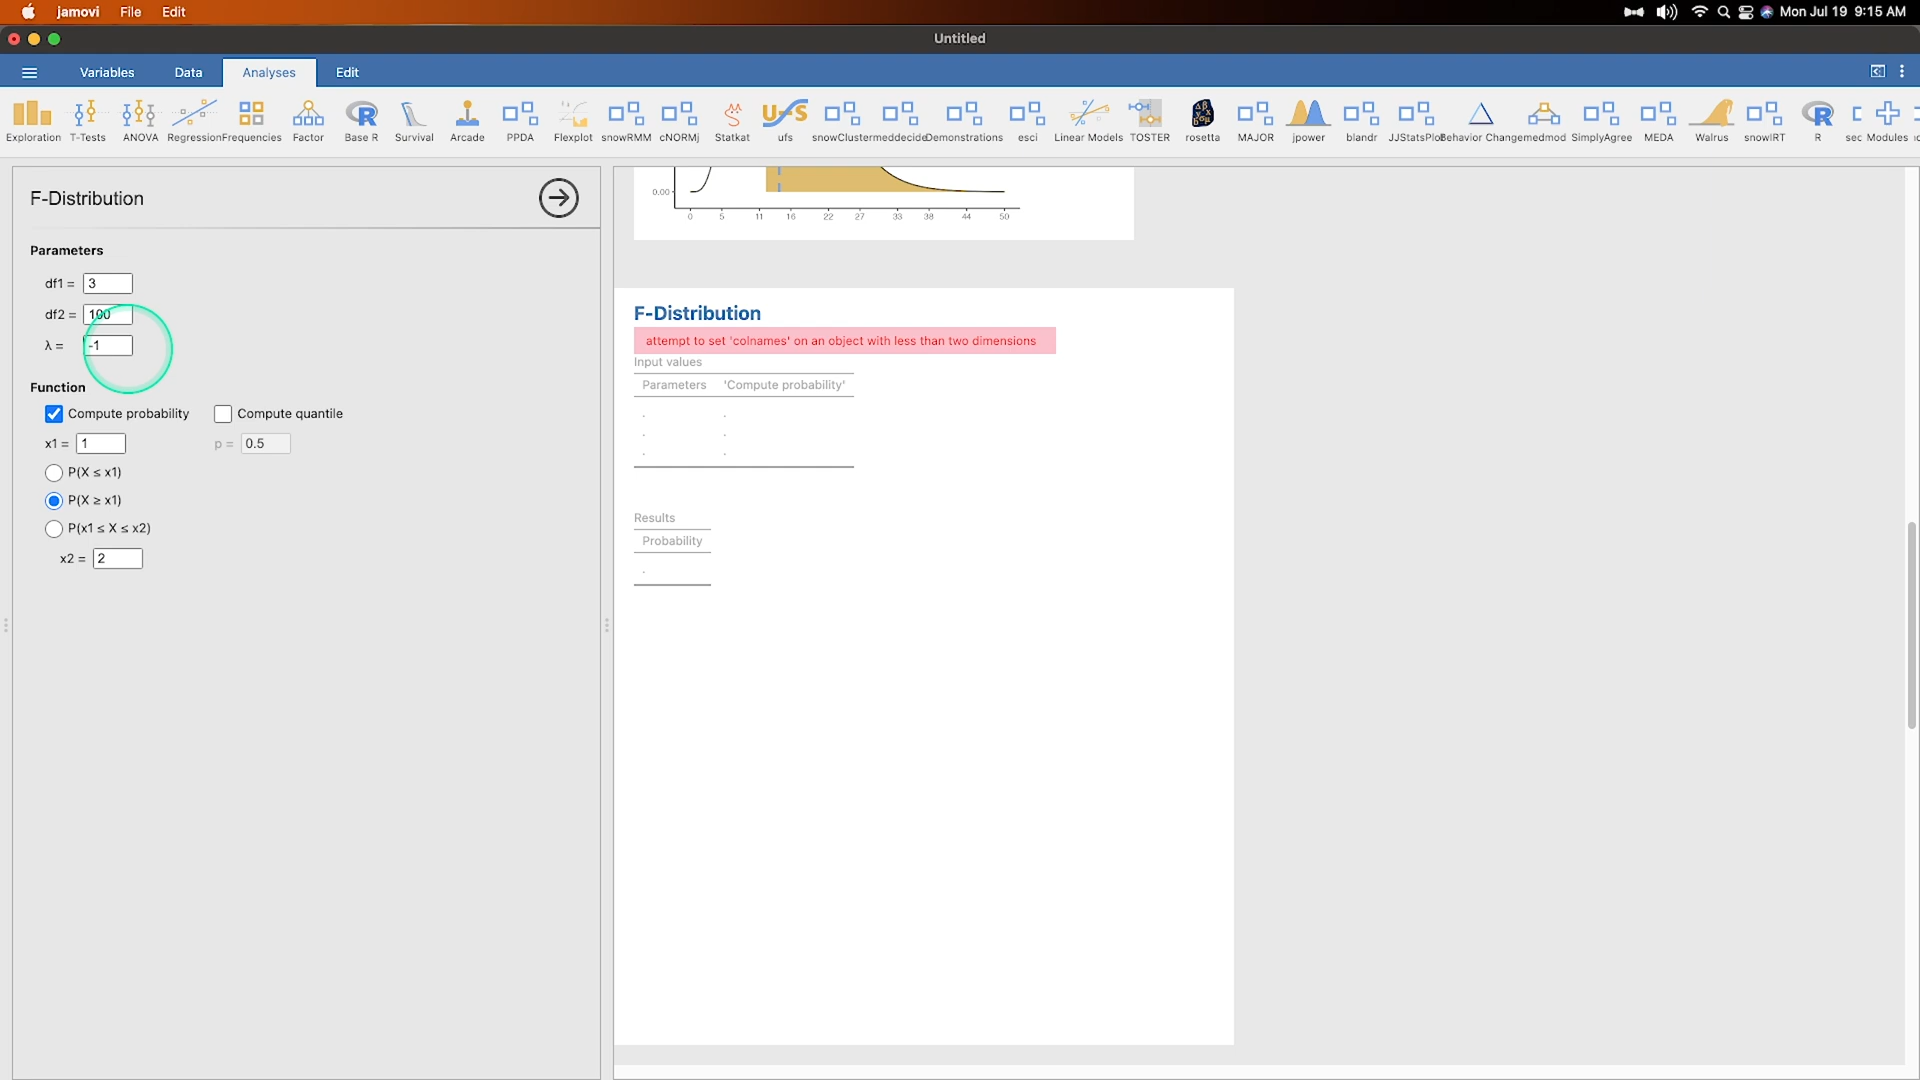 jamovi File Edit Mon Jul 19 9:15 AM
Untitled
Variables Data Analyses Edit
Exploration T-Tests ANOVA Regression Frequencies Factor Base R Survival Arcade PPDA Flexplot snowRMM cNORMj Statkat ufs snowCluster meddecide Demonstrations esci Linear Models TOSTER rosetta MAJOR jpower blandr JJStatsPlo Behavior Change medmod SimplyAgree MEDA Walrus snowIRT R sec Modules
F-Distribution
Parameters
df1 = 3
df2 = 100
λ = -1
Function
Compute probability Compute quantile
x1 = 1 p = 0.5
P(X ≤ x1)
P(X ≥ x1)
P(x1 ≤ X ≤ x2)
x2 = 2
0.00
0 5 11 16 22 27 33 38 44 50
F-Distribution
attempt to set 'colnames' on an object with less than two dimensions
Input values
Parameters 'Compute probability'
. .
. .
. .
Results
Probability
.